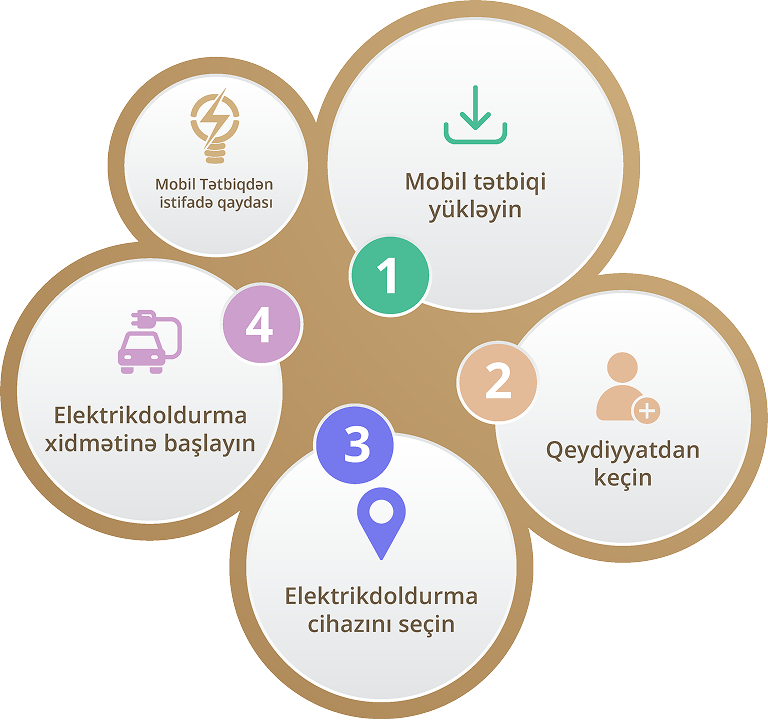 Mobil Tətbiqdən
istifadə qaydası
1
Mobil tətbiqi
yükləyin
2
Qeydiyyatdan
keçin
3
Elektrikdoldurma
cihazını seçin
4
Elektrikdoldurma
xidmətinə başlayın